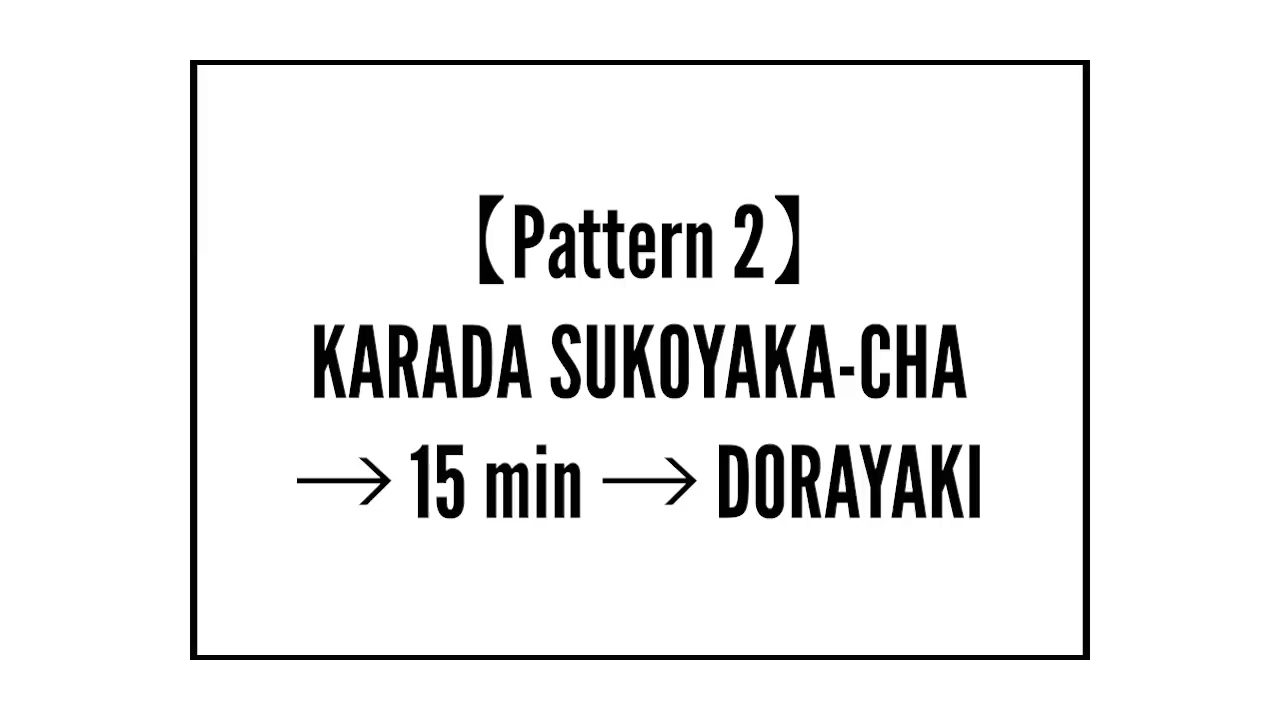 【Pattern 2】
KARADA SUKOYAKA-CHA
→ 15 min → DORAYAKI